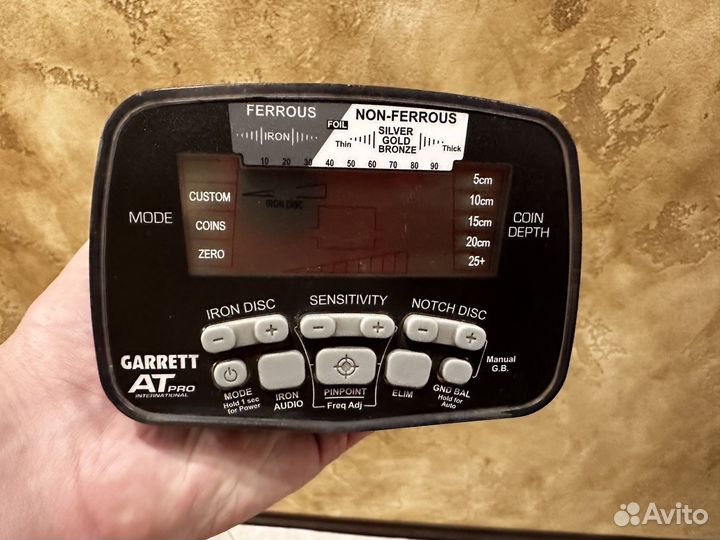 FERROUS
NON-FERROUS
FOIL
IRON
Thin
SILVER
GOLD
BRONZE
Thick
10 20 30 40 50 60 70 80 90
MODE
CUSTOM
COINS
ZERO
IRON DISC
5cm
10cm
15cm
20cm
25+
COIN
DEPTH
IRON DISC
SENSITIVITY
NOTCH DISC
− + − + − +
Manual
G.B.
GARRETT
AT PRO
INTERNATIONAL
MODE
Hold 1 sec
for Power
IRON
AUDIO
PINPOINT
Freq Adj
ELIM
GND BAL
Hold for
Auto
Avito